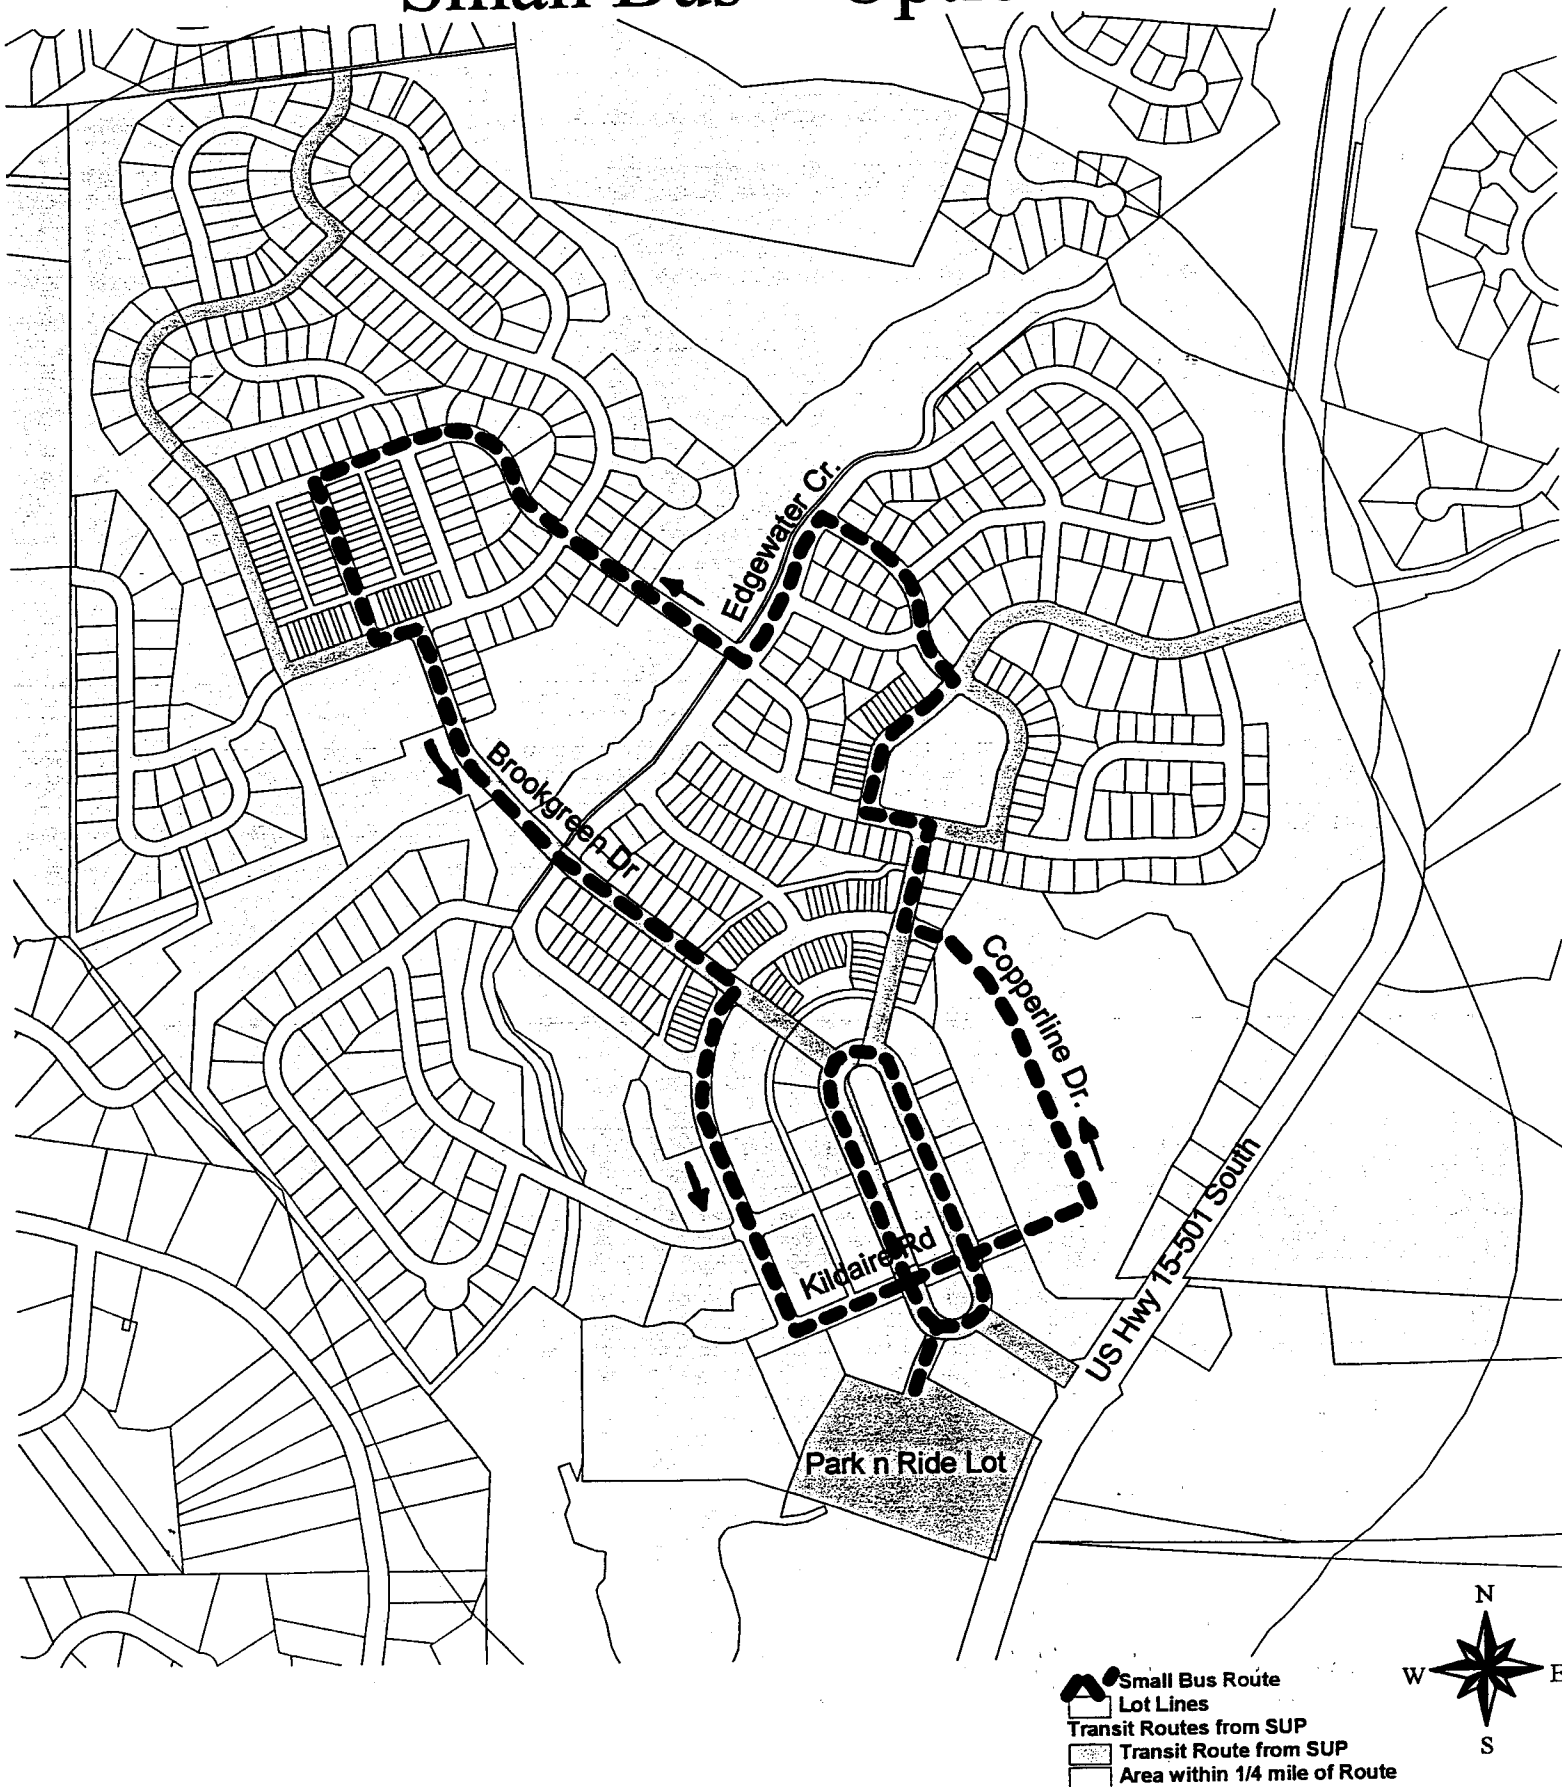 Small Bus
Edgewater Cr.
Brookgreen Dr
Copperline Dr.
US Hwy 15-501 South
Kildaire Rd
Park n Ride Lot
N
W E
S
Small Bus Route
Lot Lines
Transit Routes from SUP
Transit Route from SUP
Area within 1/4 mile of Route